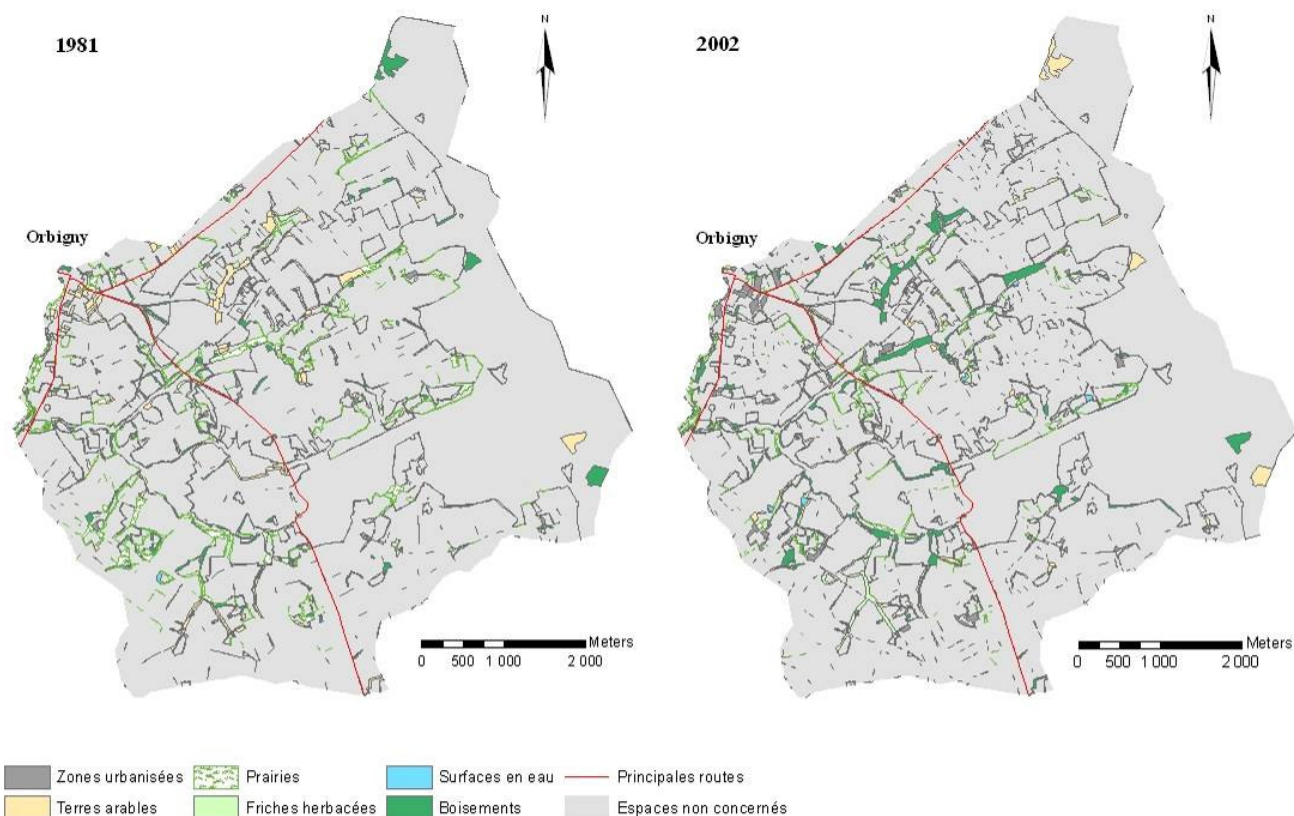 1981
N
Orbigny
Meters
0 500 1 000 2 000
2002
N
Orbigny
Meters
0 500 1 000 2 000
Zones urbanisées Prairies Surfaces en eau Principales routes
Terres arables Friches herbacées Boisements Espaces non concernés